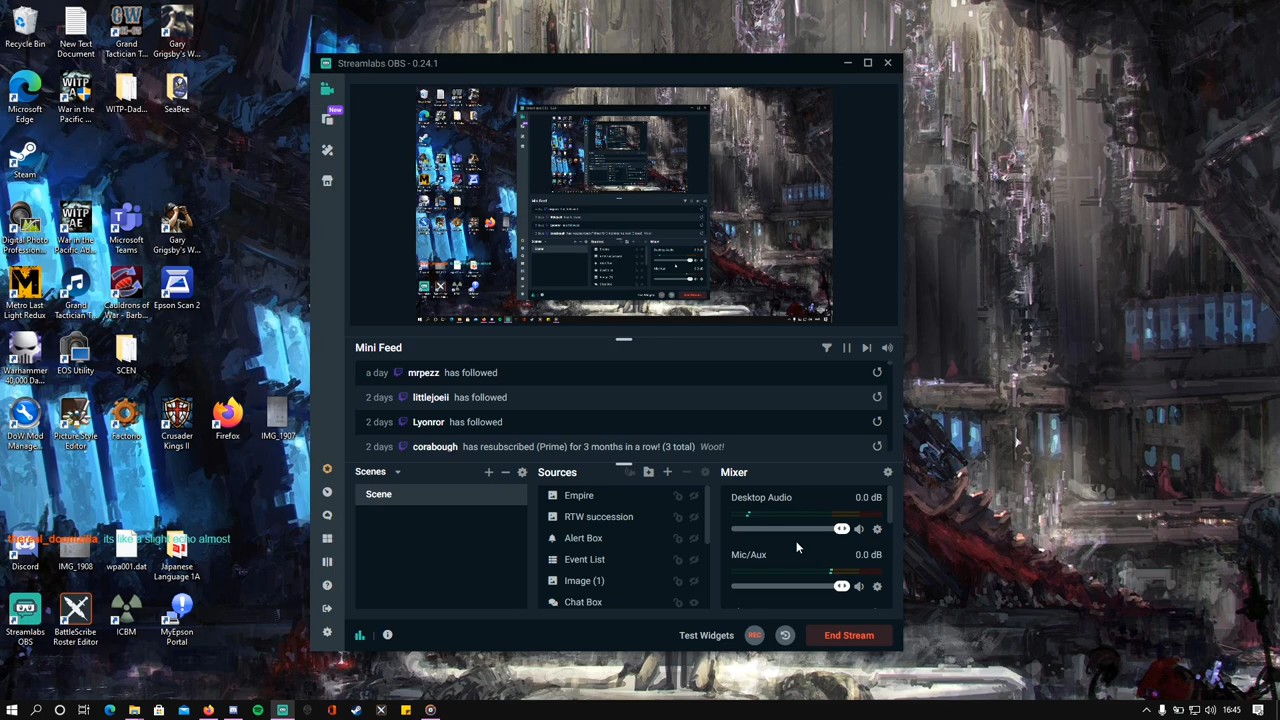 Recycle Bin
New Text
Document
Grand
Tactician T...
Gary
Grigsby's W...
Microsoft
Edge
War in the
Pacific ...
WITP-Dad...
SeaBee
Steam
Digital Photo
Profession...
War in the
Pacific Ad...
Microsoft
Teams
Gary
Grigsby's W...
Metro Last
Light Redux
Grand
Tactician T...
Cauldrons of
War - Barb...
Epson Scan 2
Warhammer
40,000 Da...
EOS Utility
SCEN
DoW Mod
Manage...
Picture Style
Editor
Factorio
Crusader
Kings II
Firefox
IMG_1907
thereal_doomzilla its like a slight echo almost
Discord
IMG_1908
wpa001.dat
Japanese
Language 1A
Streamlabs
OBS
BattleScribe
Roster Editor
ICBM
MyEpson
Portal
Streamlabs OBS - 0.24.1
New
Mini Feed
a day mrpezz has followed
2 days littlejoeii has followed
2 days Lyonror has followed
2 days corabough has resubscribed (Prime) for 3 months in a row! (3 total) Woot!
Scenes
Scene
Sources
Empire
RTW succession
Alert Box
Event List
Image (1)
Chat Box
Mixer
Desktop Audio 0.0 dB
Mic/Aux 0.0 dB
Test Widgets REC End Stream
16:45